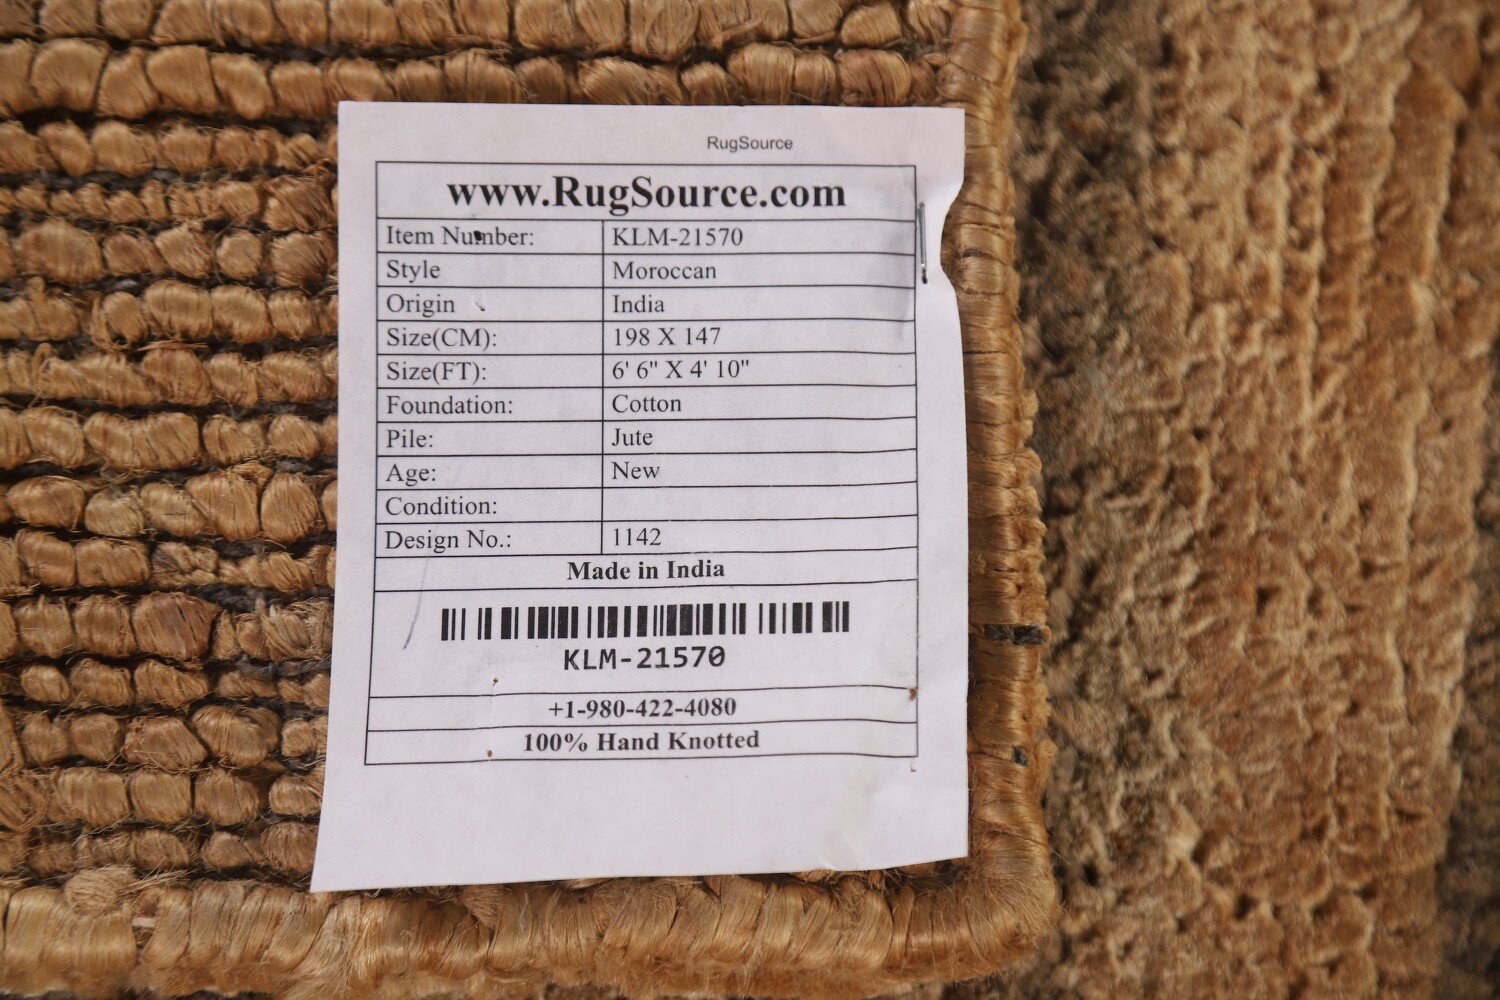 RugSource
www.RugSource.com
Item Number: KLM-21570
Style Moroccan
Origin India
Size(CM): 198 X 147
Size(FT): 6' 6" X 4' 10"
Foundation: Cotton
Pile: Jute
Age: New
Condition:
Design No.: 1142
Made in India
KLM-21570
+1-980-422-4080
100% Hand Knotted